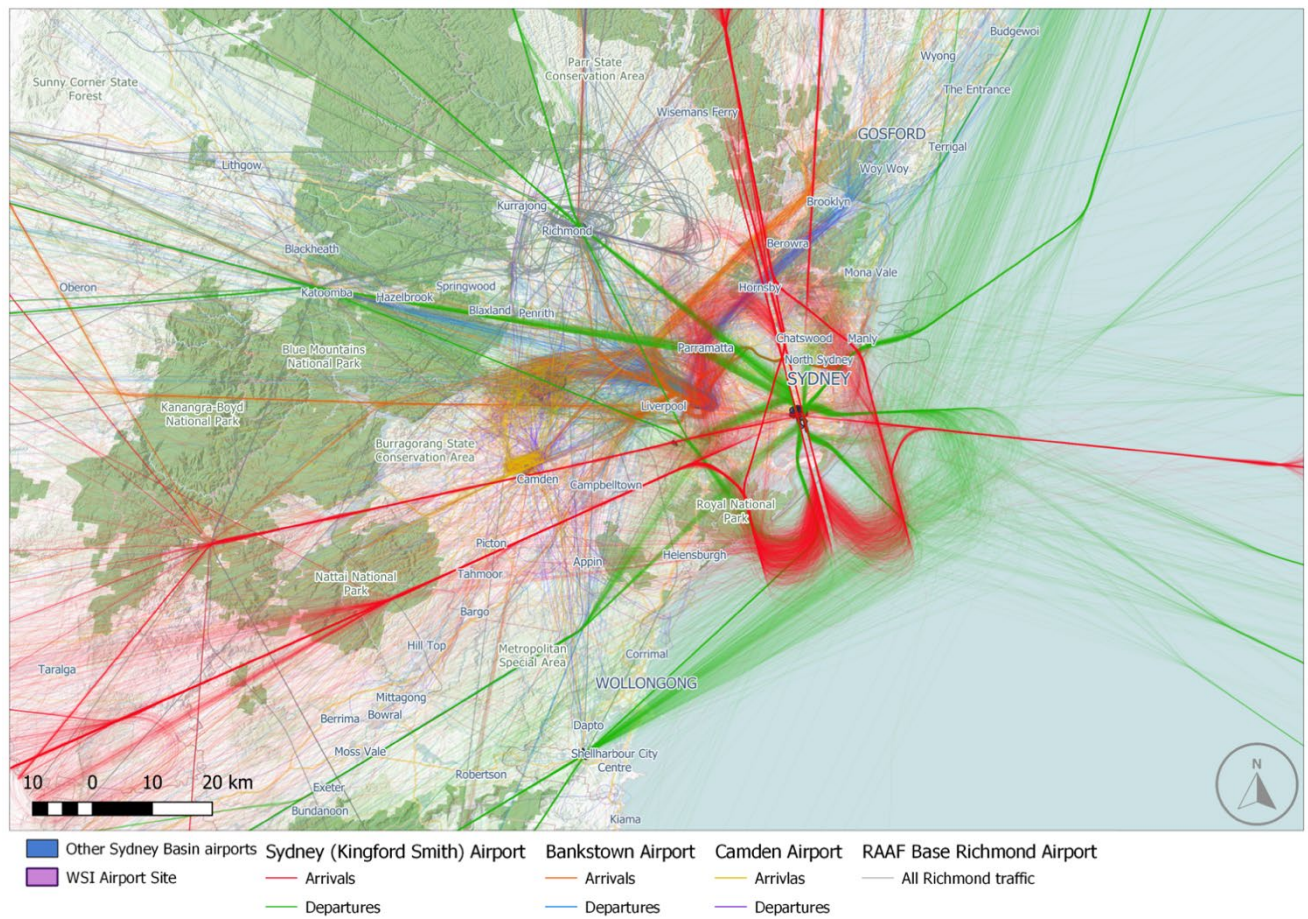 Budgewoi
Wyong
Parr State
Conservation Area
Sunny Corner State
Forest
The Entrance
Wisemans Ferry
GOSFORD
Terrigal
Lithgow
Woy Woy
Kurrajong
Brooklyn
Richmond
Berowra
Blackheath
Mona Vale
Springwood
Hornsby
Oberon
Katoomba
Hazelbrook
Blaxland
Penrith
Chatswood
Manly
Parramatta
Blue Mountains
National Park
North Sydney
SYDNEY
Kanangra-Boyd
National Park
Liverpool
Burragorang State
Conservation Area
Camden
Campbelltown
Royal National
Park
Picton
Helensburgh
Appin
Nattai National
Park
Tahmoor
Bargo
Hill Top
Metropolitan
Special Area
Corrimal
Taralga
WOLLONGONG
Mittagong
Berrima
Bowral
Dapto
Moss Vale
Shellharbour City
Centre
Robertson
Exeter
Bundanoon
Kiama
10 0 10 20 km
N
Other Sydney Basin airports
WSI Airport Site
Sydney (Kingford Smith) Airport
Arrivals
Departures
Bankstown Airport
Arrivals
Departures
Camden Airport
Arrivlas
Departures
RAAF Base Richmond Airport
All Richmond traffic